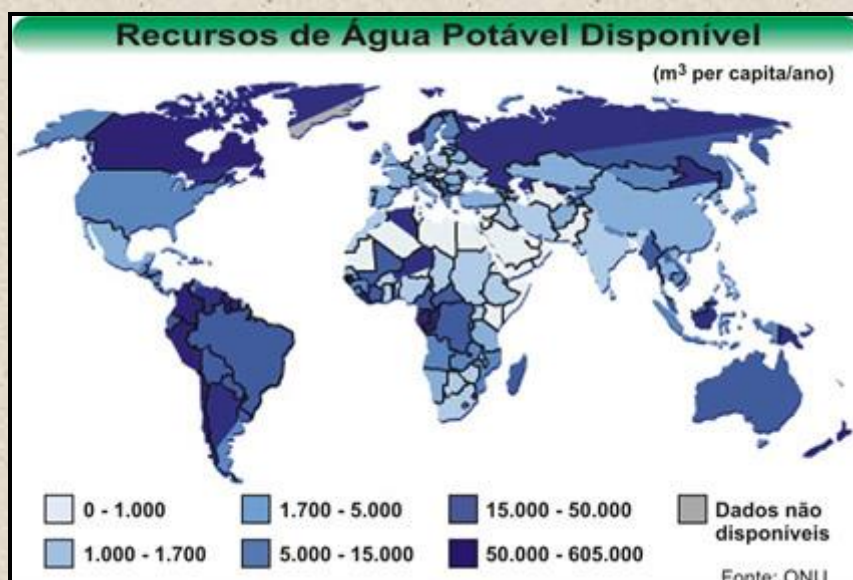 Recursos de Água Potável Disponível
(m³ per capita/ano)
0 - 1.000
1.700 - 5.000
15.000 - 50.000
Dados não
disponíveis
1.000 - 1.700
5.000 - 15.000
50.000 - 605.000
Fonte: ONU